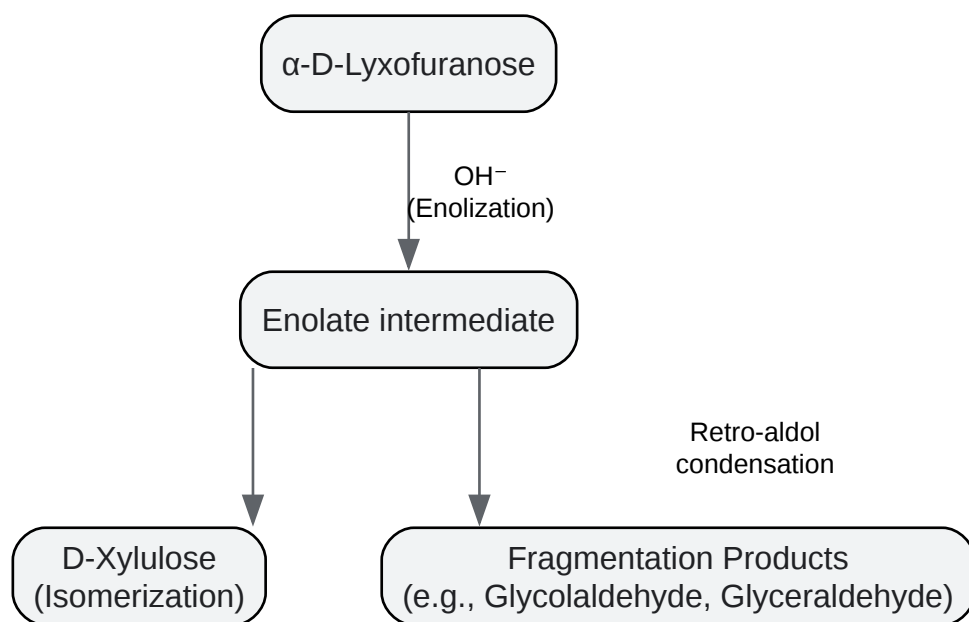 α-D-Lyxofuranose
OH⁻
(Enolization)
Enolate intermediate
Retro-aldol
condensation
D-Xylulose
(Isomerization)
Fragmentation Products
(e.g., Glycolaldehyde, Glyceraldehyde)